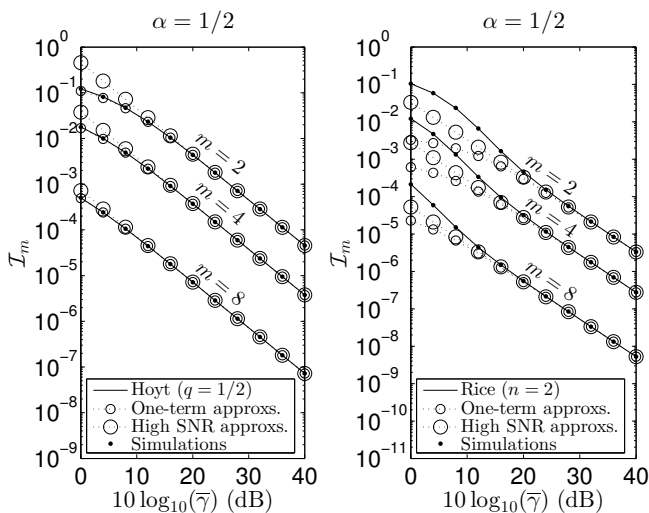 α = 1/2
10^0
10^-1
10^-2
10^-3
10^-4
10^-5
10^-6
10^-7
10^-8
10^-9
I_m
m = 2
m = 4
m = 8
Hoyt (q = 1/2)
One-term approxs.
High SNR approxs.
Simulations
0 10 20 30 40
10 log10(γ̅) (dB)
α = 1/2
10^0
10^-1
10^-2
10^-3
10^-4
10^-5
10^-6
10^-7
10^-8
10^-9
10^-10
10^-11
I_m
m = 2
m = 4
m = 8
Rice (n = 2)
One-term approxs.
High SNR approxs.
Simulations
0 10 20 30 40
10 log10(γ̅) (dB)